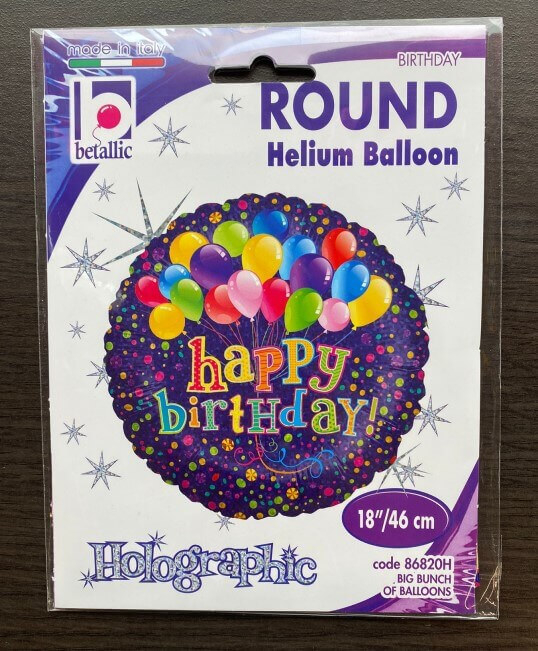 made in italy
betallic
BIRTHDAY
ROUND
Helium Balloon
happy
birtHdaY!
18"/46 cm
Holographic
code 86820H
BIG BUNCH
OF BALLOONS